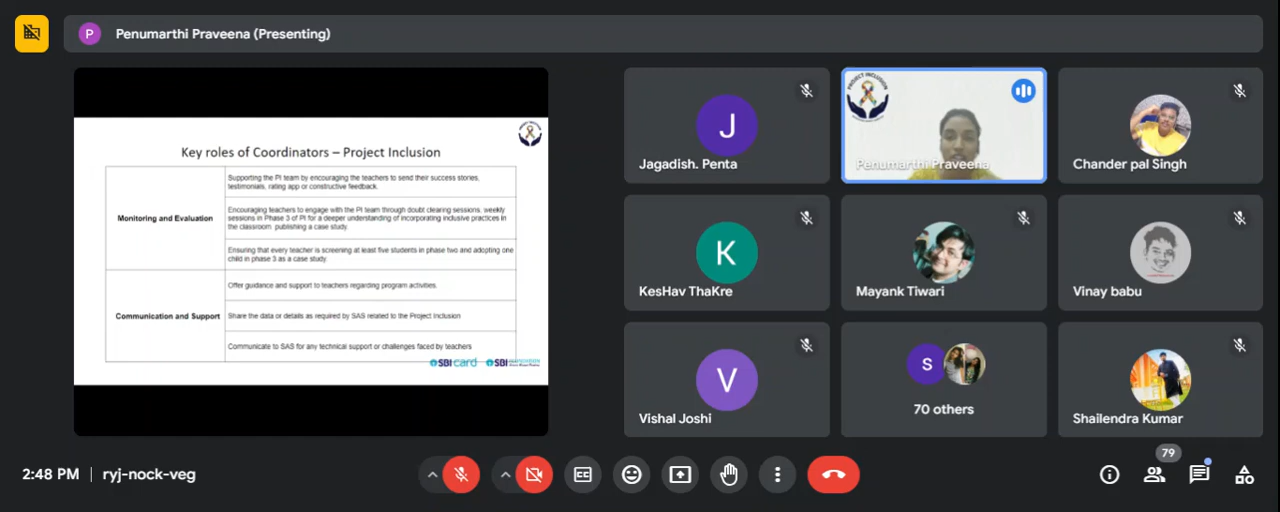 P
Penumarthi Praveena (Presenting)
Key roles of Coordinators – Project Inclusion
Monitoring and Evaluation
Supporting the PI team by encouraging the teachers to send their success stories,
testimonials, rating app or constructive feedback.
Encouraging teachers to engage with the PI team through doubt clearing sessions, weekly
sessions in Phase 3 of PI for a deeper understanding of incorporating inclusive practices in
the classroom, publishing a case study.
Ensuring that every teacher is screening at least five students in phase two and adopting one
child in phase 3 as a case study.
Communication and Support
Offer guidance and support to teachers regarding program activities.
Share the data or details as required by SAS related to the Project Inclusion
Communicate to SAS for any technical support or challenges faced by teachers
SBI card
SBI
J
Jagadish. Penta
PROJECT INCLUSION
Penumarthi Praveena
Chander pal Singh
K
KesHav ThaKre
Mayank Tiwari
Vinay babu
V
Vishal Joshi
S
70 others
Shailendra Kumar
2:48 PM | ryj-nock-veg
CC
79